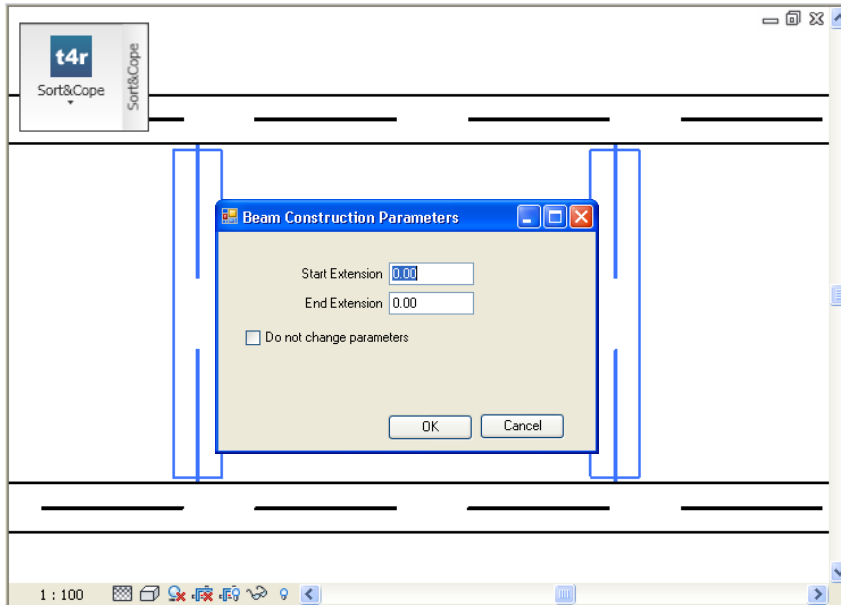 t4r
Sort&Cope
Sort&Cope
Beam Construction Parameters
Start Extension 0.00
End Extension 0.00
Do not change parameters
OK Cancel
1 : 100